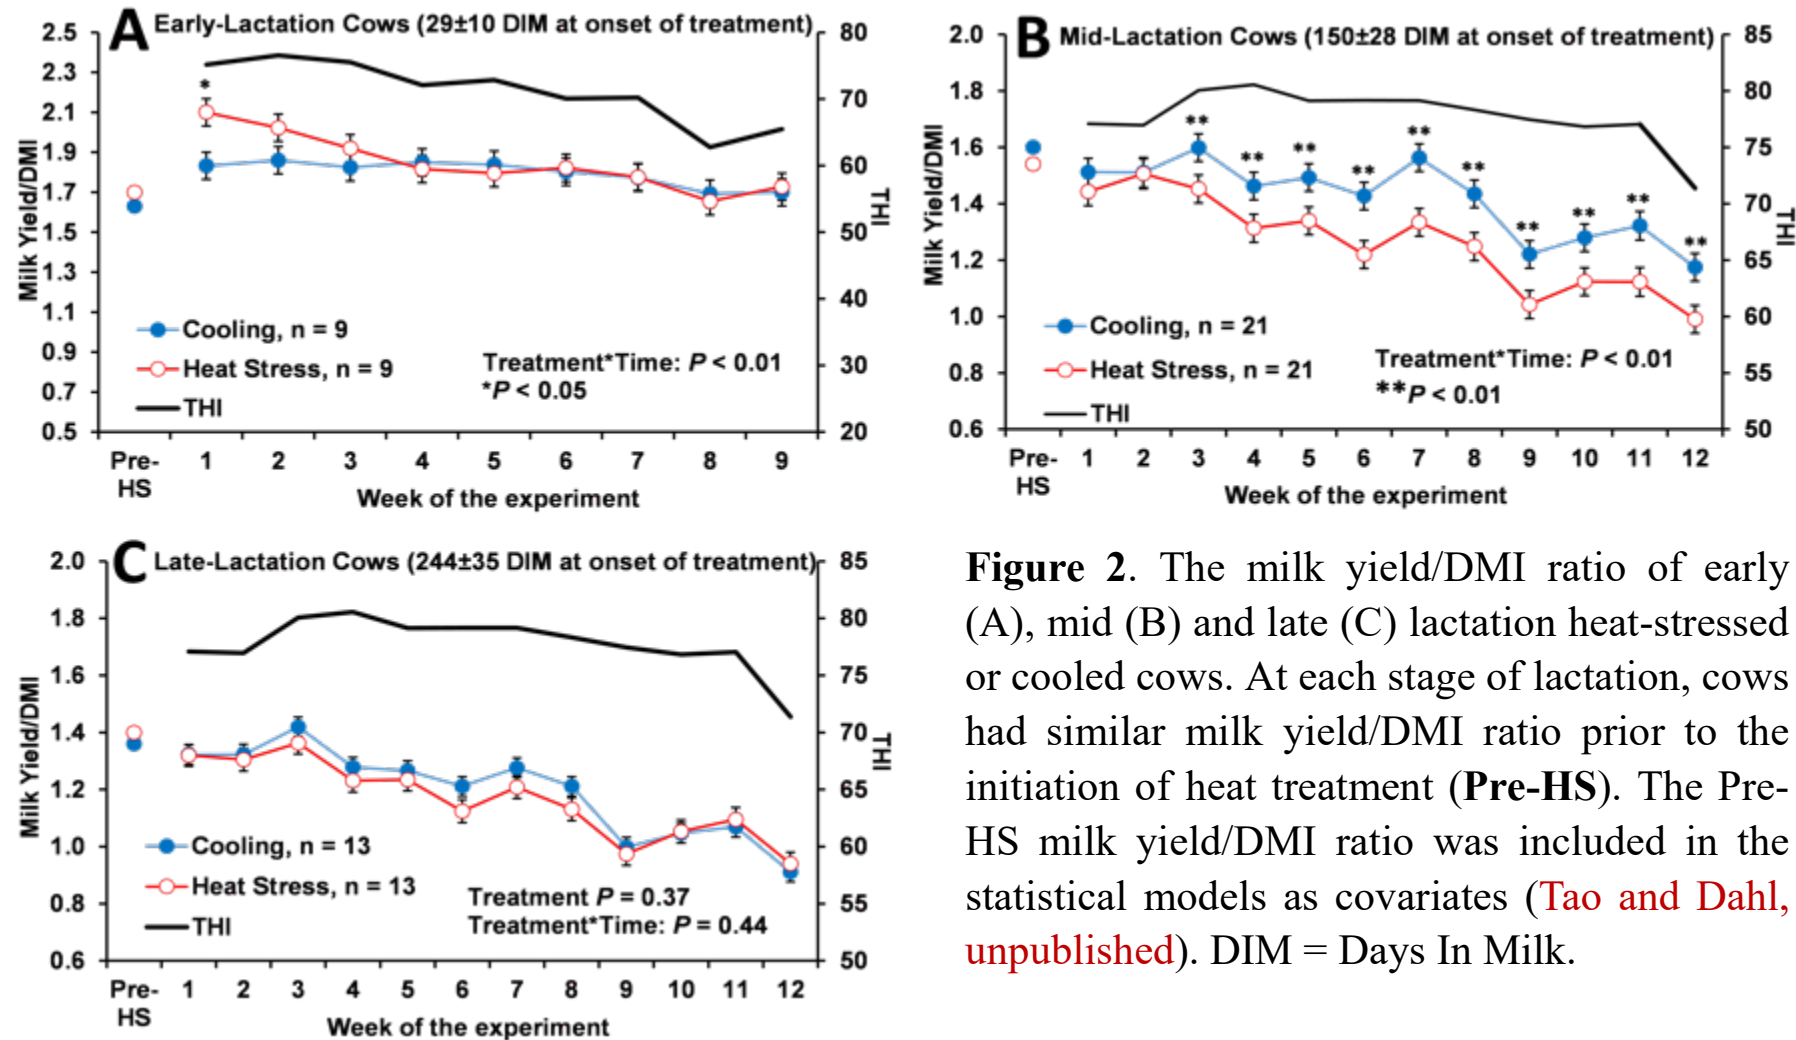 A Early-Lactation Cows (29±10 DIM at onset of treatment)
2.5
2.3
2.1
1.9
1.7
1.5
1.3
1.1
0.9
0.7
0.5
Milk Yield/DMI
80
70
60
50
40
30
20
THI
*
Cooling, n = 9
Heat Stress, n = 9
THI
Treatment*Time: P < 0.01
*P < 0.05
Pre-HS 1 2 3 4 5 6 7 8 9
Week of the experiment
B Mid-Lactation Cows (150±28 DIM at onset of treatment)
2.0
1.8
1.6
1.4
1.2
1.0
0.8
0.6
Milk Yield/DMI
85
80
75
70
65
60
55
50
THI
** ** ** ** ** ** ** ** ** **
Cooling, n = 21
Heat Stress, n = 21
THI
Treatment*Time: P < 0.01
**P < 0.01
Pre-HS 1 2 3 4 5 6 7 8 9 10 11 12
Week of the experiment
C Late-Lactation Cows (244±35 DIM at onset of treatment)
2.0
1.8
1.6
1.4
1.2
1.0
0.8
0.6
Milk Yield/DMI
85
80
75
70
65
60
55
50
THI
Cooling, n = 13
Heat Stress, n = 13
THI
Treatment P = 0.37
Treatment*Time: P = 0.44
Pre-HS 1 2 3 4 5 6 7 8 9 10 11 12
Week of the experiment
Figure 2. The milk yield/DMI ratio of early
(A), mid (B) and late (C) lactation heat-stressed
or cooled cows. At each stage of lactation, cows
had similar milk yield/DMI ratio prior to the
initiation of heat treatment (Pre-HS). The Pre-
HS milk yield/DMI ratio was included in the
statistical models as covariates (Tao and Dahl,
unpublished). DIM = Days In Milk.